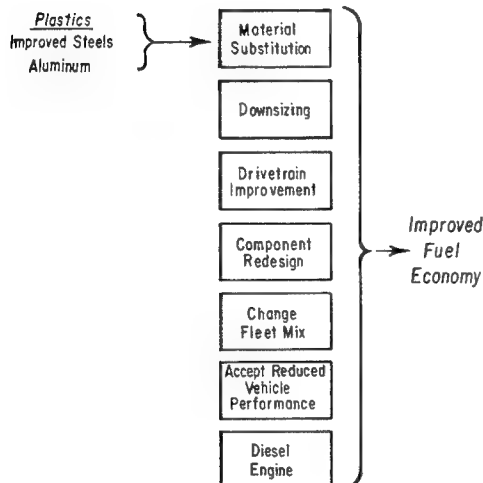 Plastics
Improved Steels
Aluminum
Material
Substitution
Downsizing
Drivetrain
Improvement
Component
Redesign
Change
Fleet Mix
Accept Reduced
Vehicle
Performance
Diesel
Engine
Improved
Fuel
Economy